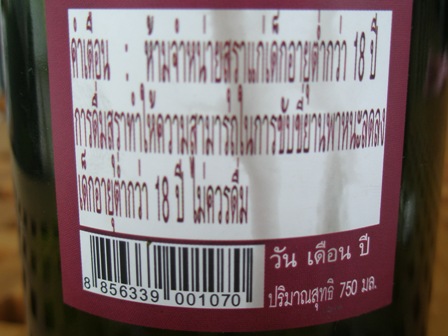 คำเตือน : ห้ามจำหน่ายสุราแก่เด็กอายุต่ำกว่า 18 ปี
การดื่มสุราทำให้ความสามารถในการขับขี่ยานพาหนะลดลง
เด็กอายุต่ำกว่า 18 ปี ไม่ควรดื่ม
วัน เดือน ปี
8 856339 001070
ปริมาณสุทธิ 750 มล.